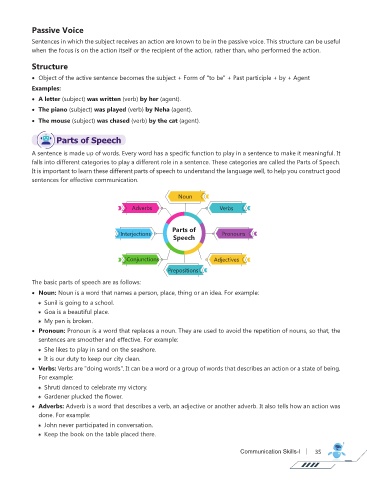 Passive Voice
Sentences in which the subject receives an action are known to be in the passive voice. This structure can be useful
when the focus is on the action itself or the recipient of the action, rather than, who performed the action.
Structure
• Object of the active sentence becomes the subject + Form of "to be" + Past participle + by + Agent
Examples:
• A letter (subject) was written (verb) by her (agent).
• The piano (subject) was played (verb) by Neha (agent).
• The mouse (subject) was chased (verb) by the cat (agent).
Parts of Speech
A sentence is made up of words. Every word has a specific function to play in a sentence to make it meaningful. It
falls into different categories to play a different role in a sentence. These categories are called the Parts of Speech.
It is important to learn these different parts of speech to understand the language well, to help you construct good
sentences for effective communication.
Noun
Adverbs
Verbs
Interjections
Parts of
Speech
Pronouns
Conjunctions
Adjectives
Prepositions
The basic parts of speech are as follows:
• Noun: Noun is a word that names a person, place, thing or an idea. For example:
• Sunil is going to a school.
• Goa is a beautiful place.
• My pen is broken.
• Pronoun: Pronoun is a word that replaces a noun. They are used to avoid the repetition of nouns, so that, the
sentences are smoother and effective. For example:
• She likes to play in sand on the seashore.
• It is our duty to keep our city clean.
• Verbs: Verbs are "doing words". It can be a word or a group of words that describes an action or a state of being.
For example:
• Shruti danced to celebrate my victory.
• Gardener plucked the flower.
• Adverbs: Adverb is a word that describes a verb, an adjective or another adverb. It also tells how an action was
done. For example:
• John never participated in conversation.
• Keep the book on the table placed there.
Communication Skills-I | 35